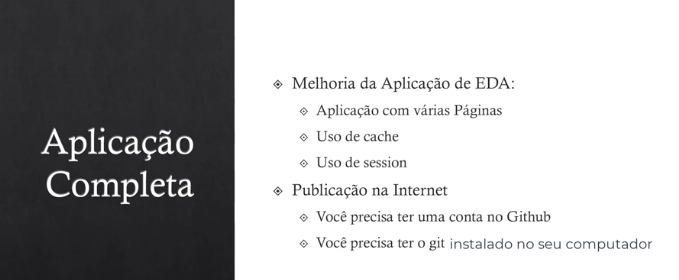 Aplicação
Completa
Melhoria da Aplicação de EDA:
Aplicação com várias Páginas
Uso de cache
Uso de session
Publicação na Internet
Você precisa ter uma conta no Github
Você precisa ter o git instalado no seu computador